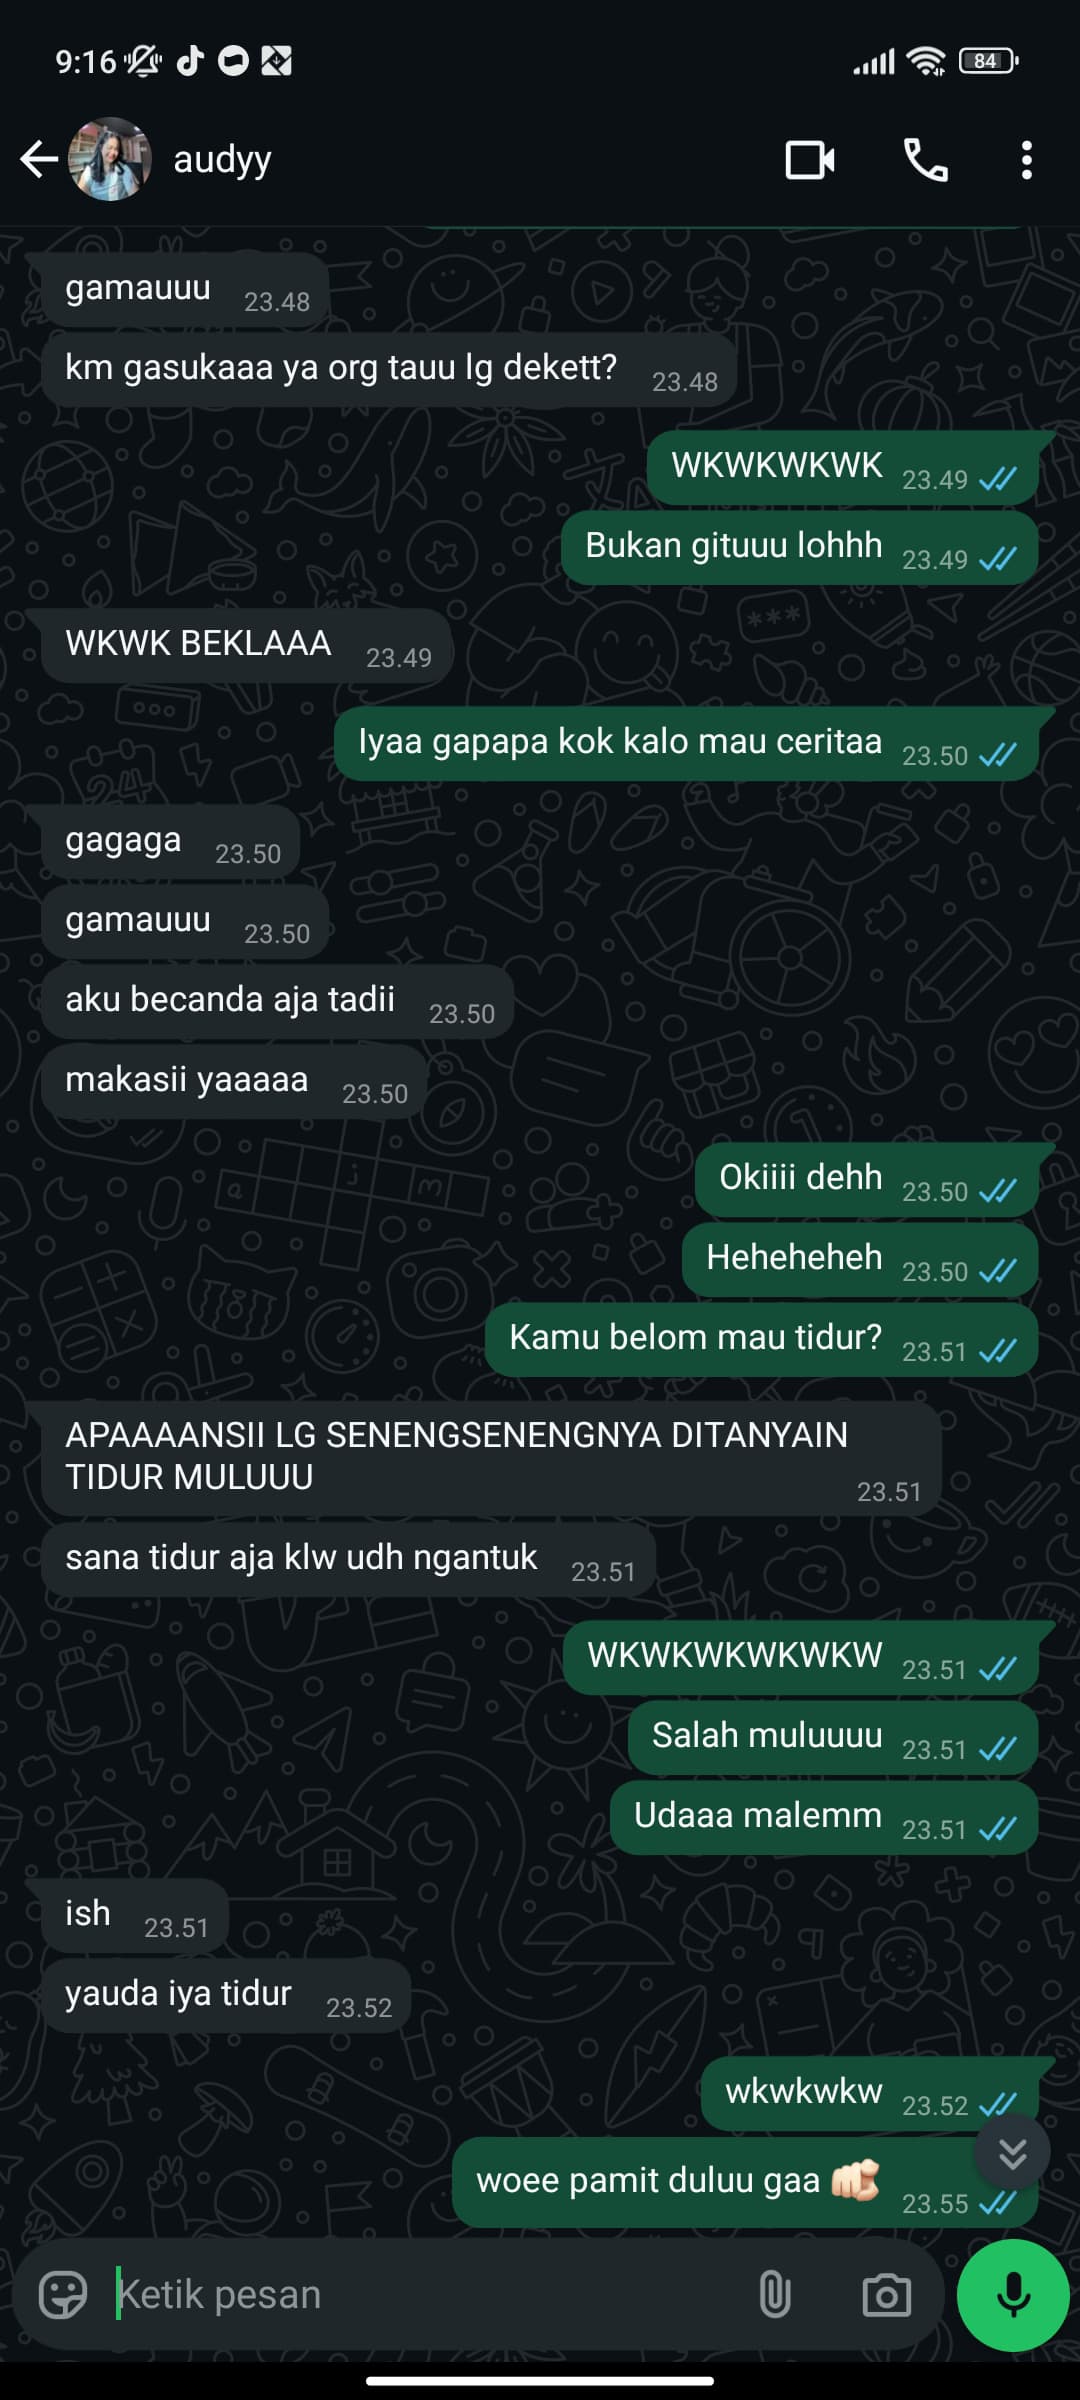 9:16
84
audyy
gamauuu 23.48
km gasukaaa ya org tauu lg dekett? 23.48
WKWKWKWK 23.49
Bukan gituuu lohhh 23.49
WKWK BEKLAAA 23.49
Iyaa gapapa kok kalo mau ceritaa 23.50
gagaga 23.50
gamauuu 23.50
aku becanda aja tadii 23.50
makasii yaaaaa 23.50
Okiiii dehh 23.50
Heheheheh 23.50
Kamu belom mau tidur? 23.51
APAAAANSII LG SENENGSENENGNYA DITANYAIN
TIDUR MULUUU 23.51
sana tidur aja klw udh ngantuk 23.51
WKWKWKWKWKW 23.51
Salah muluuuu 23.51
Udaaa malemm 23.51
ish 23.51
yauda iya tidur 23.52
wkwkwkw 23.52
woee pamit duluu gaa 🫵🏻 23.55
Ketik pesan